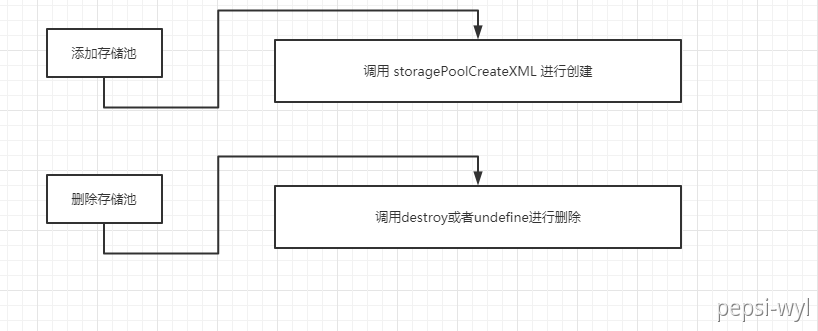 添加存储池
调用 storagePoolCreateXML 进行创建
删除存储池
调用destroy或者undefine进行删除
pepsi-wyl